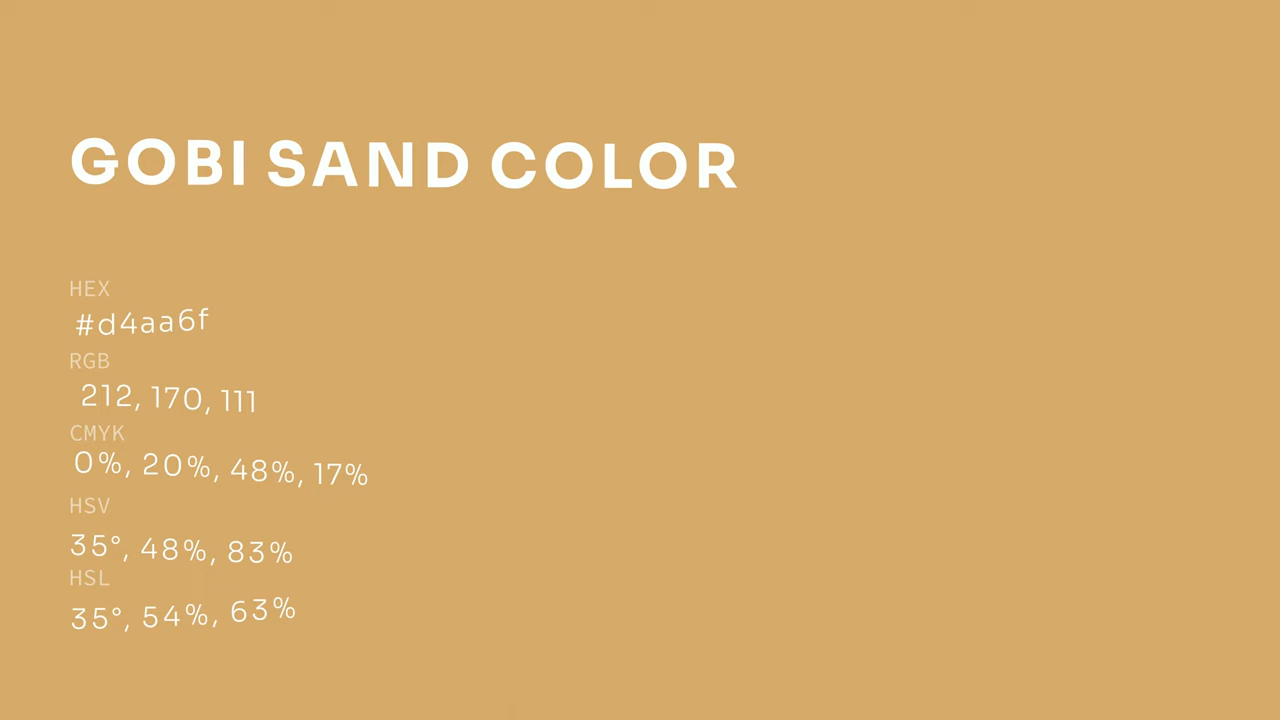 GOBI SAND COLOR
HEX
#d4aa6f
RGB
212, 170, 111
CMYK
0%, 20%, 48%, 17%
HSV
35°, 48%, 83%
HSL
35°, 54%, 63%